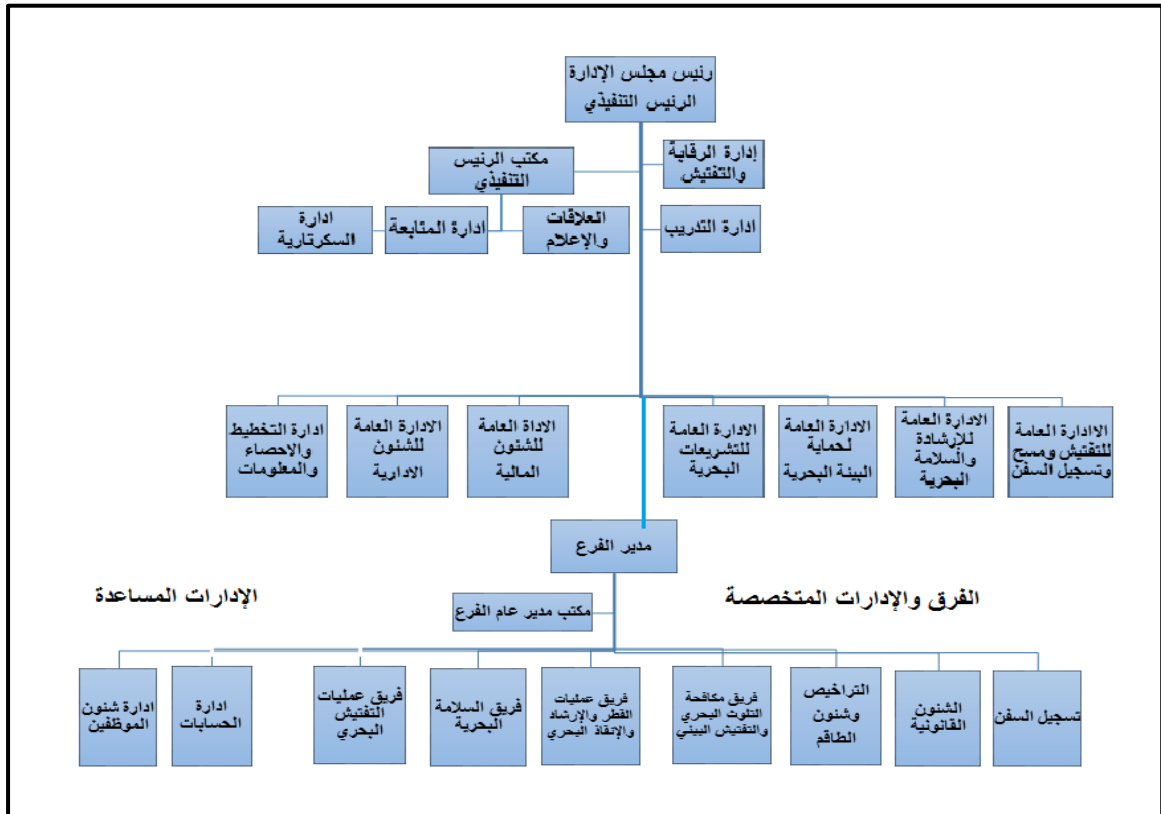 رئيس مجلس الإدارة
الرئيس التنفيذي
إدارة الرقابة
والتفتيش
مكتب الرئيس
التنفيذي
ادارة التدريب
العلاقات
والإعلام
ادارة المتابعة
ادارة
السكرتارية
الاادارة العامة
للتفتيش ومسح
وتسجيل السفن
الادارة العامة
للإرشادة
والسلامة
البحرية
الادارة العامة
لحماية
البيئة البحرية
الادارة العامة
للتشريعات
البحرية
الاداة العامة
للشئون
المالية
الادارة العامة
للشئون
الادارية
ادارة التخطيط
والاحصاء
والمعلومات
مدير الفرع
الفرق والإدارات المتخصصة
الإدارات المساعدة
مكتب مدير عام الفرع
تسجيل السفن
الشئون
القانونية
التراخيص
وشئون
الطاقم
فريق مكافحة
التلوث البحري
والتفتيش البيئي
فريق عمليات
القطر والإرشاد
والإنقاذ البحري
فريق السلامة
البحرية
فريق عمليات
التفتيش
البحري
ادارة
الحسابات
ادارة شئون
الموظفين